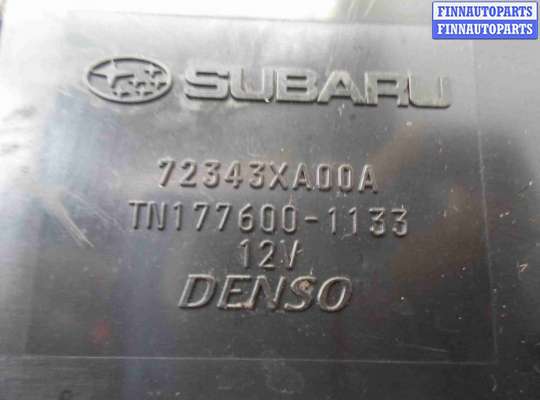 FINNAUTOPARTS
FINNAUTOPARTS
SUBARU
72343XA00A
TN177600-1133
12V
DENSO